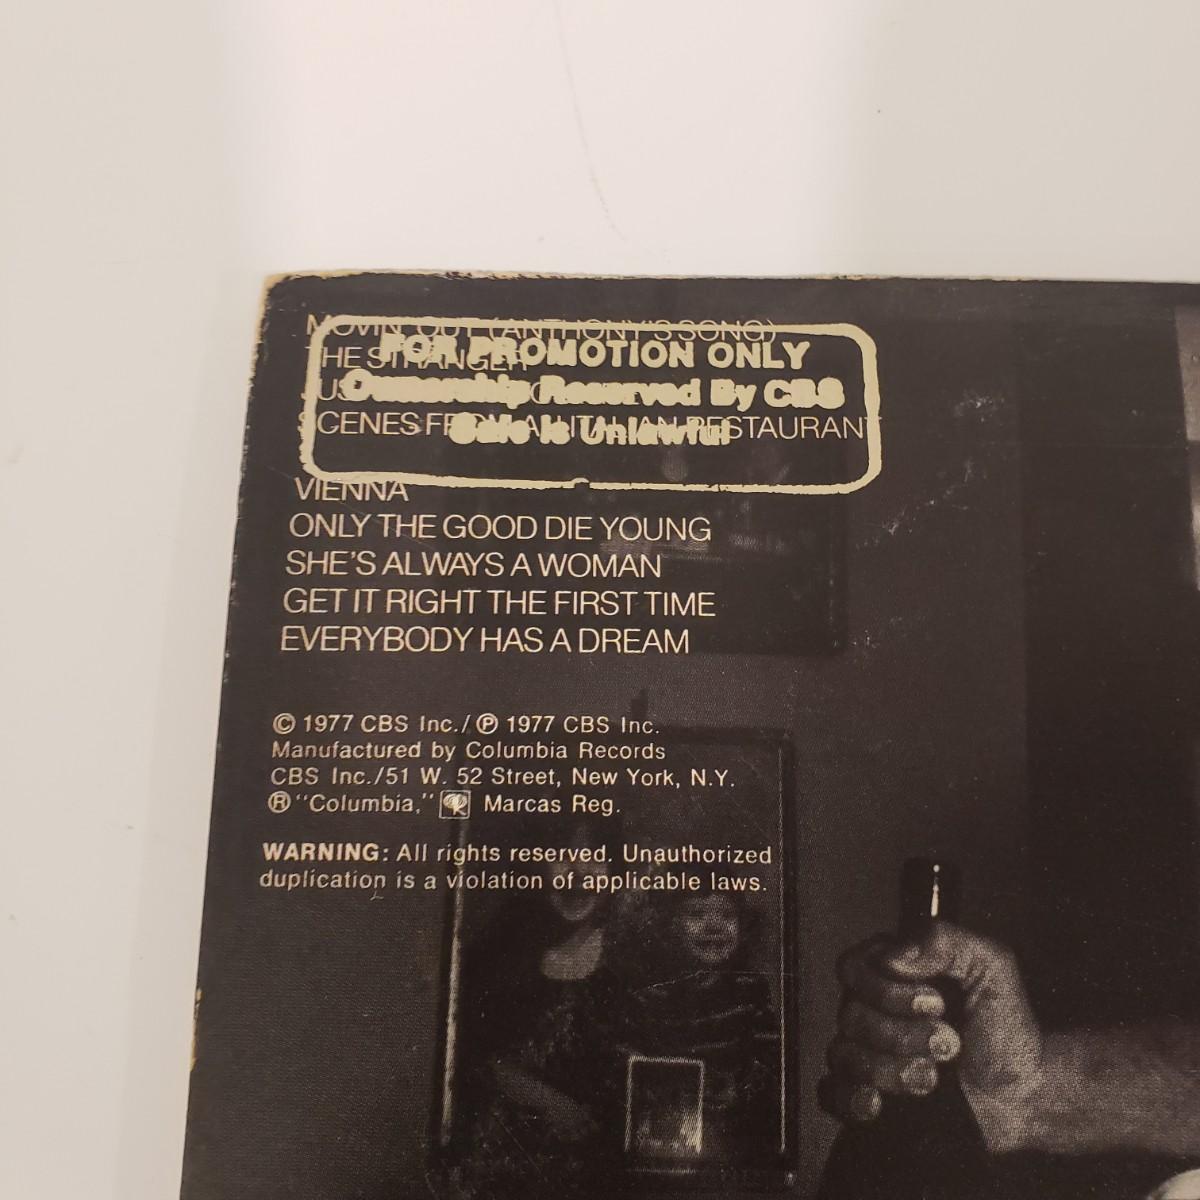 MOVIN' OUT (ANTHONY'S SONG)
THE STRANGER
FOR PROMOTION ONLY
Ownership Reserved By CBS
SCENES FROM AN ITALIAN RESTAURANT
Sale Is Unlawful
VIENNA
ONLY THE GOOD DIE YOUNG
SHE'S ALWAYS A WOMAN
GET IT RIGHT THE FIRST TIME
EVERYBODY HAS A DREAM
© 1977 CBS Inc./ ℗ 1977 CBS Inc.
Manufactured by Columbia Records
CBS Inc./51 W. 52 Street, New York, N.Y.
® "Columbia," Marcas Reg.
WARNING: All rights reserved. Unauthorized
duplication is a violation of applicable laws.